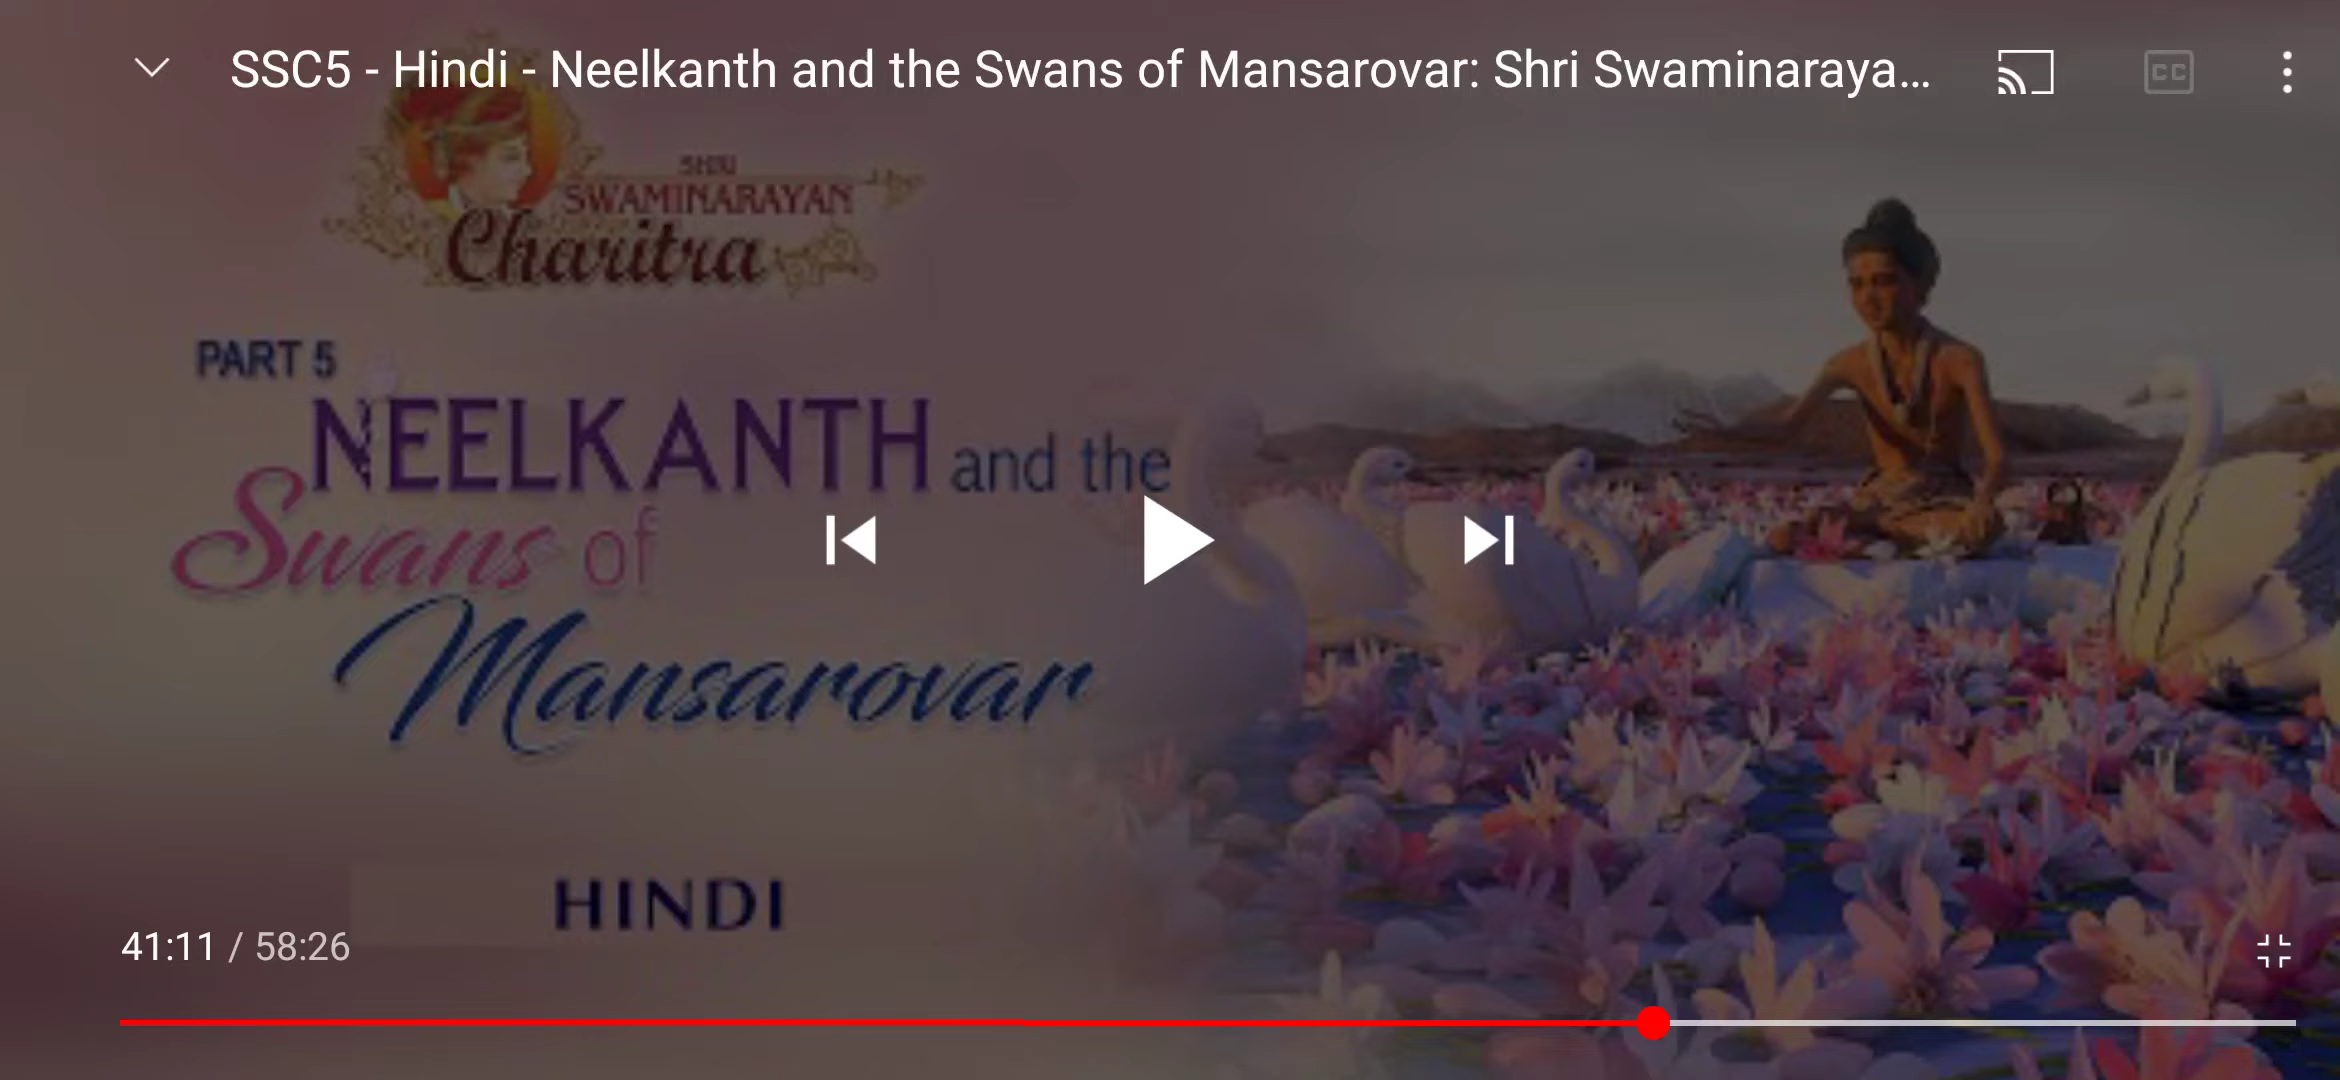 SSC5 - Hindi - Neelkanth and the Swans of Mansarovar: Shri Swaminaraya...
CC
SHRI
SWAMINARAYAN
Charitra
PART 5
NEELKANTH and the
Swans of
Mansarovar
HINDI
41:11 / 58:26